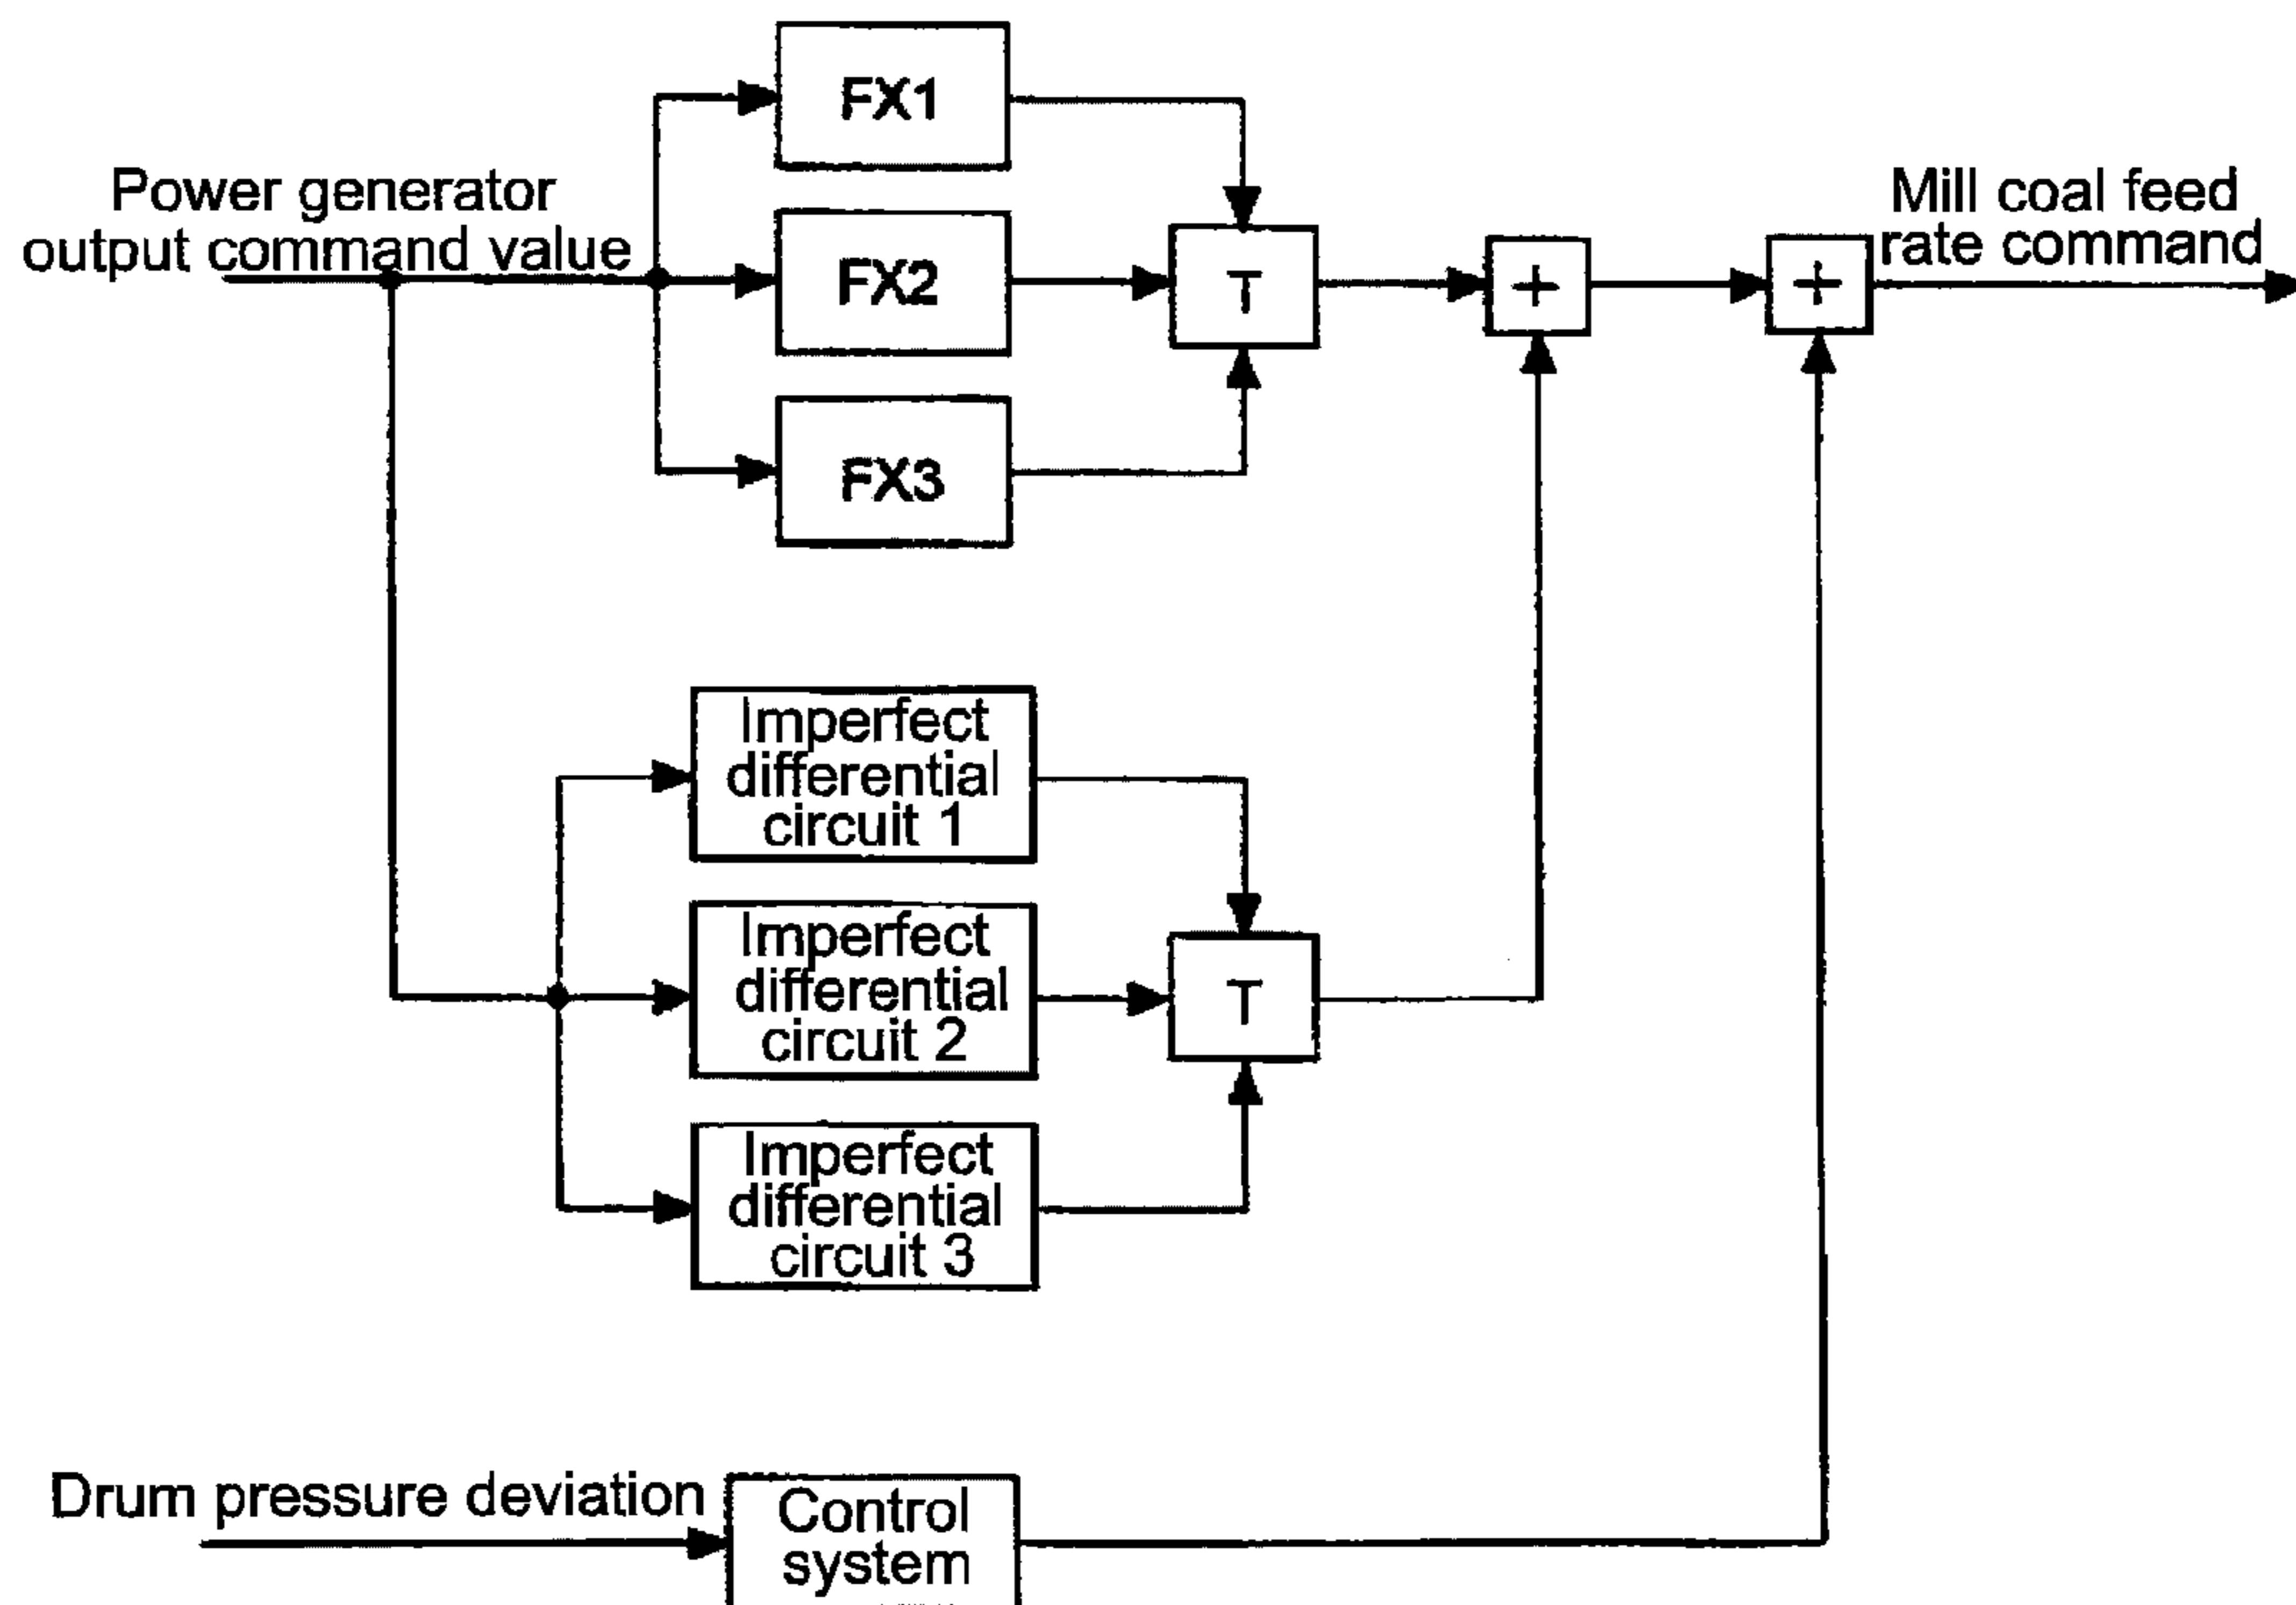 Power generator
output command value
FX1
FX2
FX3
T
+
+
Mill coal feed
rate command
Imperfect
differential
circuit 1
Imperfect
differential
circuit 2
Imperfect
differential
circuit 3
T
Drum pressure deviation
Control
system